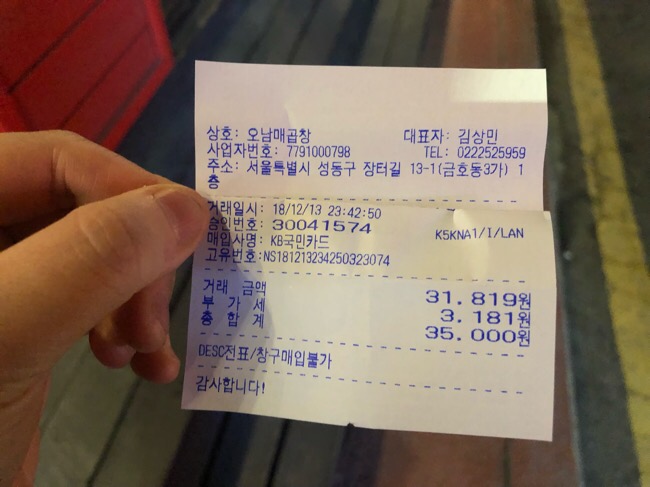 상호: 오남매곱창 대표자: 김상민
사업자번호: 7791000798 TEL: 0222525959
주소: 서울특별시 성동구 장터길 13-1(금호동3가) 1
층
거래일시: 18/12/13 23:42:50
승인번호: 30041574 K5KNA1/I/LAN
매입사명: KB국민카드
고유번호:NS181213234250323074
거래 금액 31.819원
부 가 세 3.181원
총 합 계 35.000원
DESC전표/창구매입불가
감사합니다!